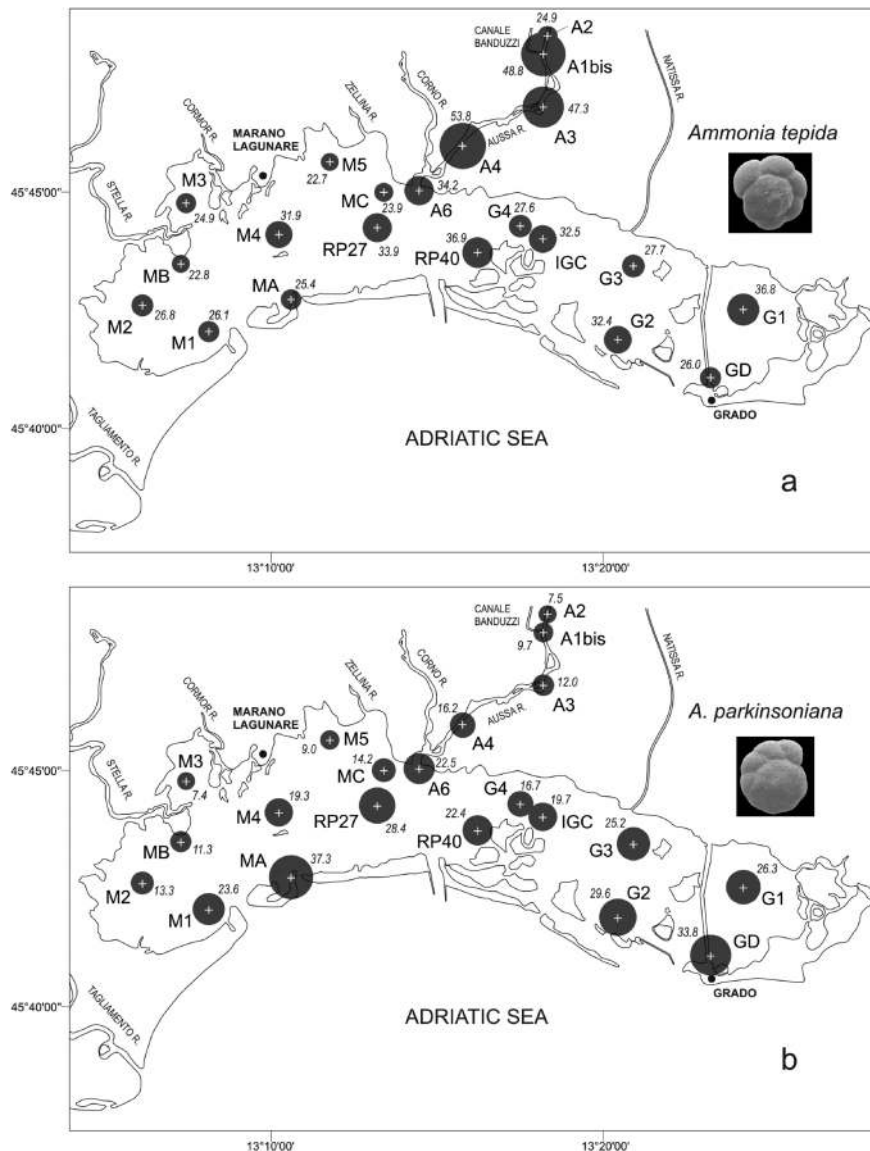 24.9
A2
CANALE
BANDUZZI
A1bis
48.8
NATISSA R.
CORNO R.
ZELLINA R.
47.3
A3
53.8
AUSSA R.
A4
Ammonia tepida
CORMOR R.
MARANO
LAGUNARE
M5
22.7
STELLA R.
M3
24.9
45°45'00"
MC
23.9
34.2
A6
G4
27.6
M4
31.9
RP27
33.9
36.9
RP40
32.5
IGC
27.7
G3
MB
22.8
MA
25.4
M2
26.8
26.1
M1
32.4
G2
36.8
G1
26.0
GD
GRADO
45°40'00"
TAGLIAMENTO R.
ADRIATIC SEA
a
13°10'00'
13°20'00'
7.5
A2
CANALE
BANDUZZI
A1bis
9.7
NATISSA R.
CORNO R.
ZELLINA R.
12.0
A3
16.2
AUSSA R.
A4
A. parkinsoniana
CORMOR R.
MARANO
LAGUNARE
M5
9.0
STELLA R.
M3
7.4
45°45'00"
MC
14.2
22.5
A6
G4
16.7
M4
19.3
RP27
28.4
22.4
RP40
19.7
IGC
25.2
G3
MB
11.3
MA
37.3
M2
13.3
23.6
M1
29.6
G2
26.3
G1
33.8
GD
GRADO
45°40'00"
TAGLIAMENTO R.
ADRIATIC SEA
b
13°10'00'
13°20'00'